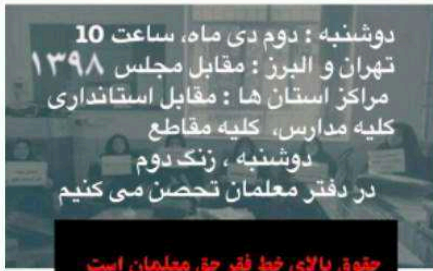 دوشنبه : دوم دی ماه، ساعت 10
تهران و البرز : مقابل مجلس ۱۳۹۸
مراکز استان ها : مقابل استانداری
کلیه مدارس، کلیه مقاطع
دوشنبه ، زنگ دوم
در دفتر معلمان تحصن می کنیم
حقوق بالای خط فقر حق معلمان است